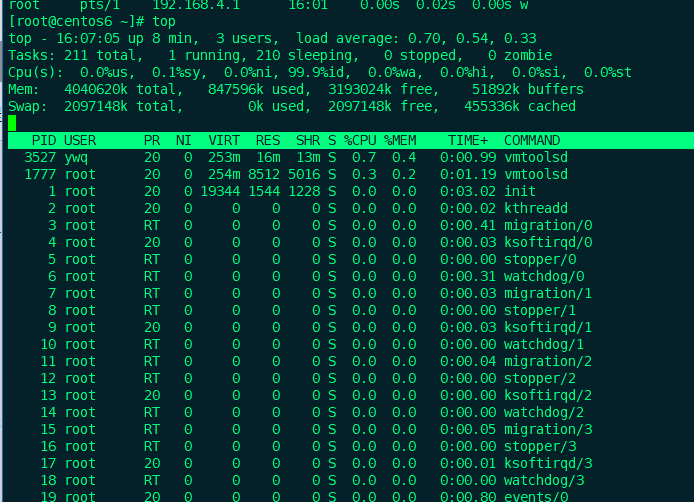 root     pts/1    192.168.4.1      16:01    0.00s  0.02s  0.00s w
[root@centos6 ~]# top
top - 16:07:05 up 8 min,  3 users,  load average: 0.70, 0.54, 0.33
Tasks: 211 total,   1 running, 210 sleeping,   0 stopped,   0 zombie
Cpu(s):  0.0%us,  0.1%sy,  0.0%ni, 99.9%id,  0.0%wa,  0.0%hi,  0.0%si,  0.0%st
Mem:   4040620k total,   847596k used,  3193024k free,    51892k buffers
Swap:  2097148k total,        0k used,  2097148k free,   455336k cached
PID USER      PR  NI  VIRT  RES  SHR S %CPU %MEM    TIME+  COMMAND
3527 ywq       20   0  253m  16m  13m S  0.7  0.4   0:00.99 vmtoolsd
1777 root      20   0  254m 8512 5016 S  0.3  0.2   0:01.19 vmtoolsd
1 root      20   0 19344 1544 1228 S  0.0  0.0   0:03.02 init
2 root      20   0     0    0    0 S  0.0  0.0   0:00.02 kthreadd
3 root      RT   0     0    0    0 S  0.0  0.0   0:00.41 migration/0
4 root      20   0     0    0    0 S  0.0  0.0   0:00.03 ksoftirqd/0
5 root      RT   0     0    0    0 S  0.0  0.0   0:00.00 stopper/0
6 root      RT   0     0    0    0 S  0.0  0.0   0:00.31 watchdog/0
7 root      RT   0     0    0    0 S  0.0  0.0   0:00.03 migration/1
8 root      RT   0     0    0    0 S  0.0  0.0   0:00.00 stopper/1
9 root      20   0     0    0    0 S  0.0  0.0   0:00.03 ksoftirqd/1
10 root      RT   0     0    0    0 S  0.0  0.0   0:00.00 watchdog/1
11 root      RT   0     0    0    0 S  0.0  0.0   0:00.04 migration/2
12 root      RT   0     0    0    0 S  0.0  0.0   0:00.00 stopper/2
13 root      20   0     0    0    0 S  0.0  0.0   0:00.00 ksoftirqd/2
14 root      RT   0     0    0    0 S  0.0  0.0   0:00.00 watchdog/2
15 root      RT   0     0    0    0 S  0.0  0.0   0:00.05 migration/3
16 root      RT   0     0    0    0 S  0.0  0.0   0:00.00 stopper/3
17 root      20   0     0    0    0 S  0.0  0.0   0:00.01 ksoftirqd/3
18 root      RT   0     0    0    0 S  0.0  0.0   0:00.00 watchdog/3
19 root      20   0     0    0    0 S  0.0  0.0   0:00.80 events/0